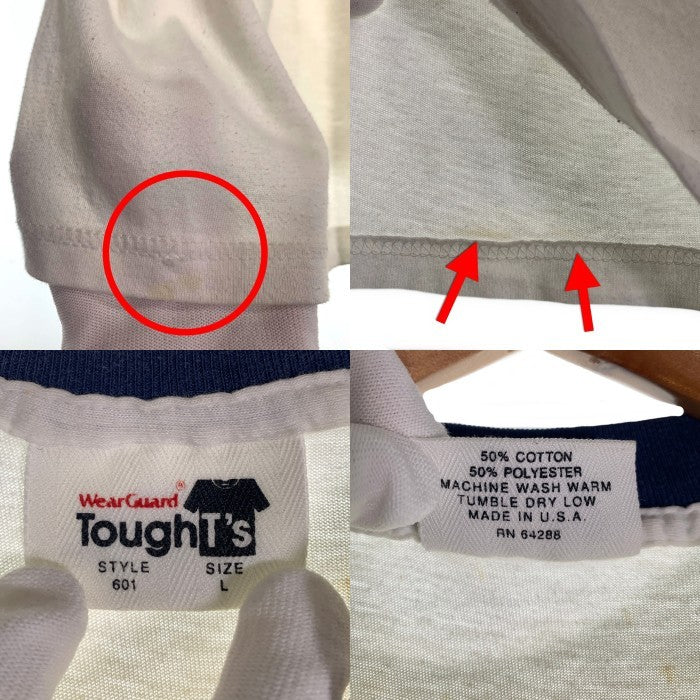 WearGuard®
ToughT's
STYLE SIZE
601 L
50% COTTON
50% POLYESTER
MACHINE WASH WARM
TUMBLE DRY LOW
MADE IN U.S.A.
RN 64288